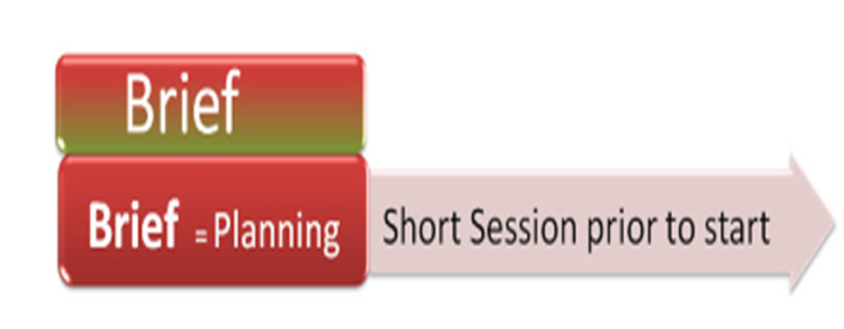 Brief
Brief = Planning
Short Session prior to start